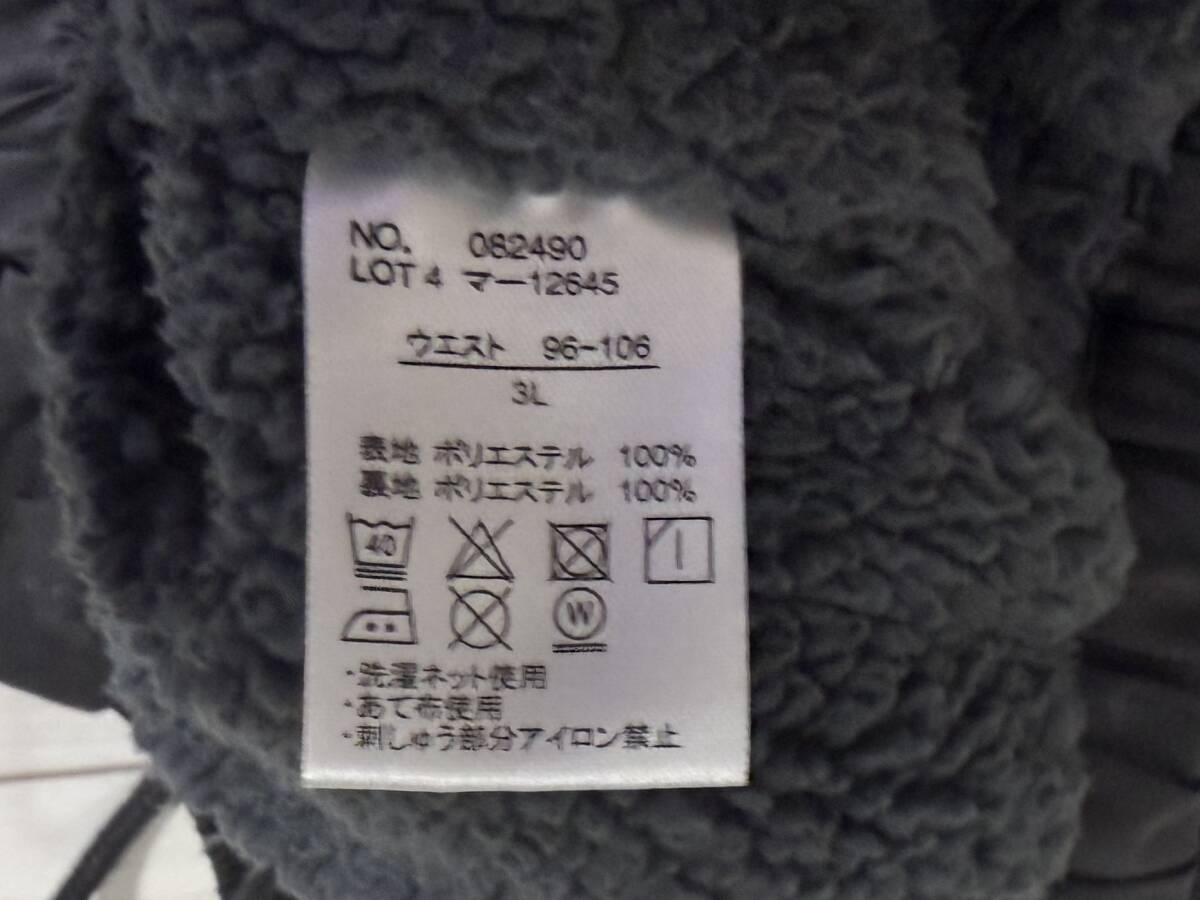 NO. 082490
LOT 4 マー12645
ウエスト 96-106
3L
表地 ポリエステル 100%
裏地 ポリエステル 100%
40
W
・洗濯ネット使用
・あて布使用
・刺しゅう部分アイロン禁止